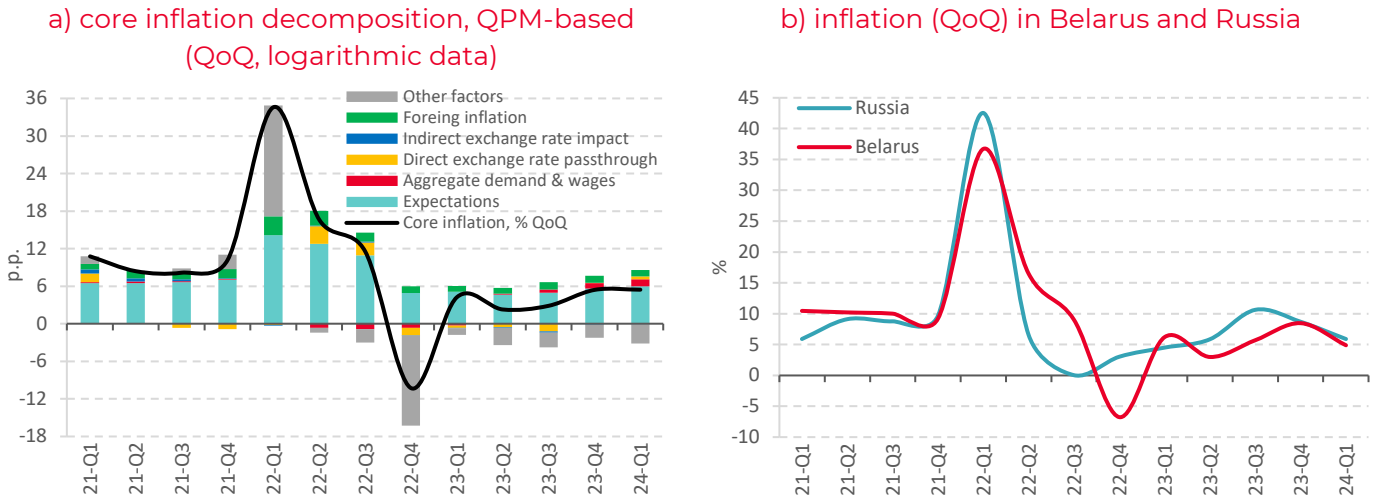 a) core inflation decomposition, QPM-based
(QoQ, logarithmic data)
36
30
24
18
12
6
0
-6
-12
-18
p.p.
Other factors
Foreing inflation
Indirect exchange rate impact
Direct exchange rate passthrough
Aggregate demand & wages
Expectations
Core inflation, % QoQ
21-Q1
21-Q2
21-Q3
21-Q4
22-Q1
22-Q2
22-Q3
22-Q4
23-Q1
23-Q2
23-Q3
23-Q4
24-Q1
b) inflation (QoQ) in Belarus and Russia
45
40
35
30
25
20
15
10
5
0
-5
-10
%
Russia
Belarus
21-Q1
21-Q2
21-Q3
21-Q4
22-Q1
22-Q2
22-Q3
22-Q4
23-Q1
23-Q2
23-Q3
23-Q4
24-Q1